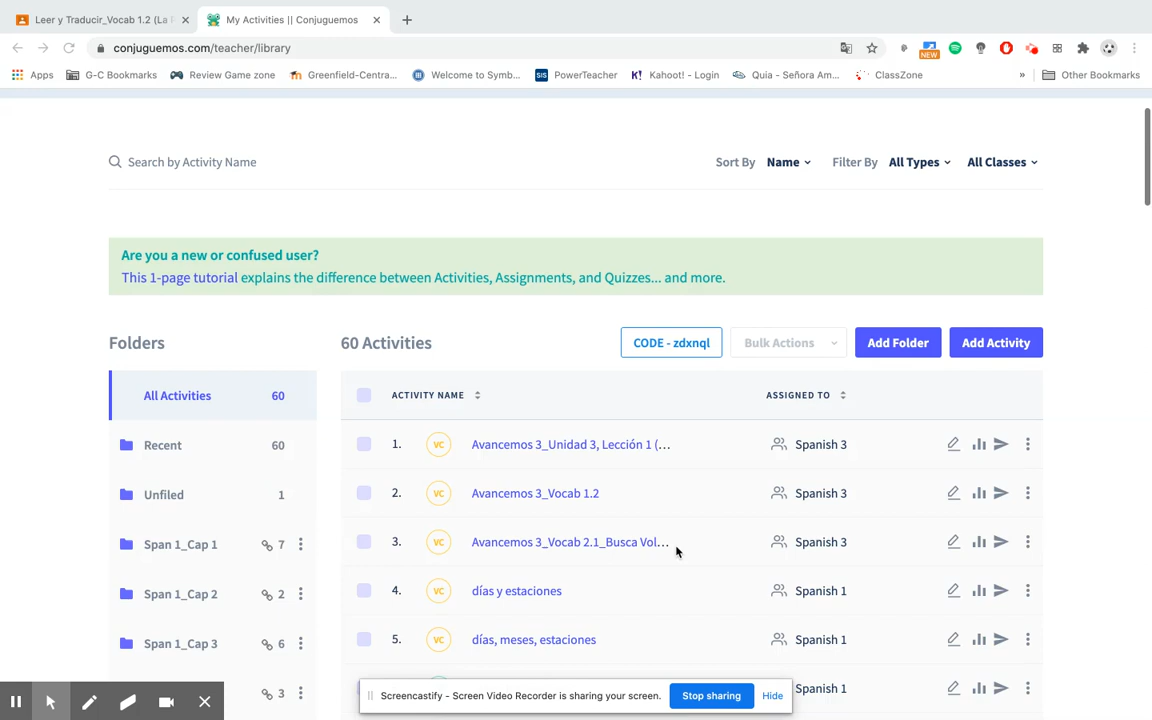 Leer y Traducir_Vocab 1.2 (La
My Activities || Conjuguemos
conjuguemos.com/teacher/library
NEW
Apps
G-C Bookmarks
Review Game zone
Greenfield-Centra...
Welcome to Symb...
SIS
PowerTeacher
K!
Kahoot! - Login
Quia - Señora Am...
ClassZone
»
Other Bookmarks
Search by Activity Name
Sort By Name
Filter By All Types
All Classes
Are you a new or confused user?
This 1-page tutorial explains the difference between Activities, Assignments, and Quizzes... and more.
Folders
60 Activities
CODE - zdxnql
Bulk Actions
Add Folder
Add Activity
All Activities 60
ACTIVITY NAME
ASSIGNED TO
Recent 60
1. VC Avancemos 3_Unidad 3, Lección 1 (... Spanish 3
Unfiled 1
2. VC Avancemos 3_Vocab 1.2 Spanish 3
Span 1_Cap 1 7
3. VC Avancemos 3_Vocab 2.1_Busca Vol... Spanish 3
Span 1_Cap 2 2
4. VC días y estaciones Spanish 1
Span 1_Cap 3 6
5. VC días, meses, estaciones Spanish 1
3
Spanish 1
Screencastify - Screen Video Recorder is sharing your screen.
Stop sharing
Hide